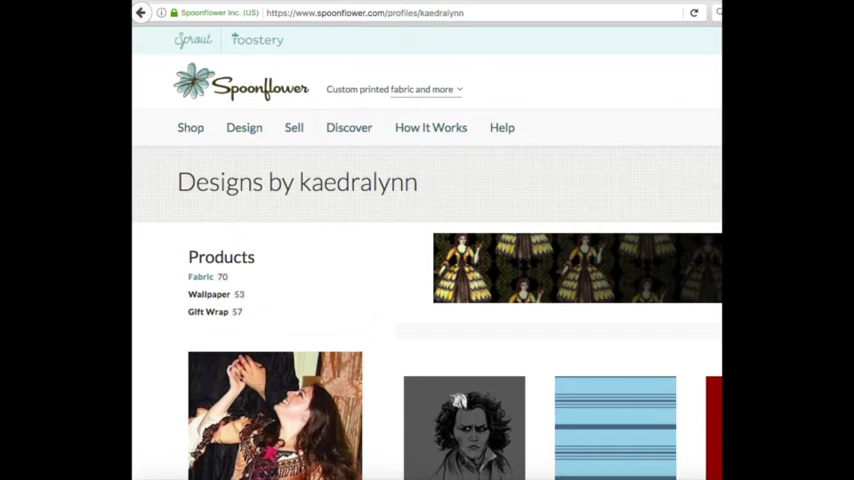 Spoonflower Inc. (US)
https://www.spoonflower.com/profiles/kaedralynn
Sprout
roostery
Spoonflower
Custom printed fabric and more
Shop
Design
Sell
Discover
How It Works
Help
Designs by kaedralynn
Products
Fabric 70
Wallpaper 53
Gift Wrap 57